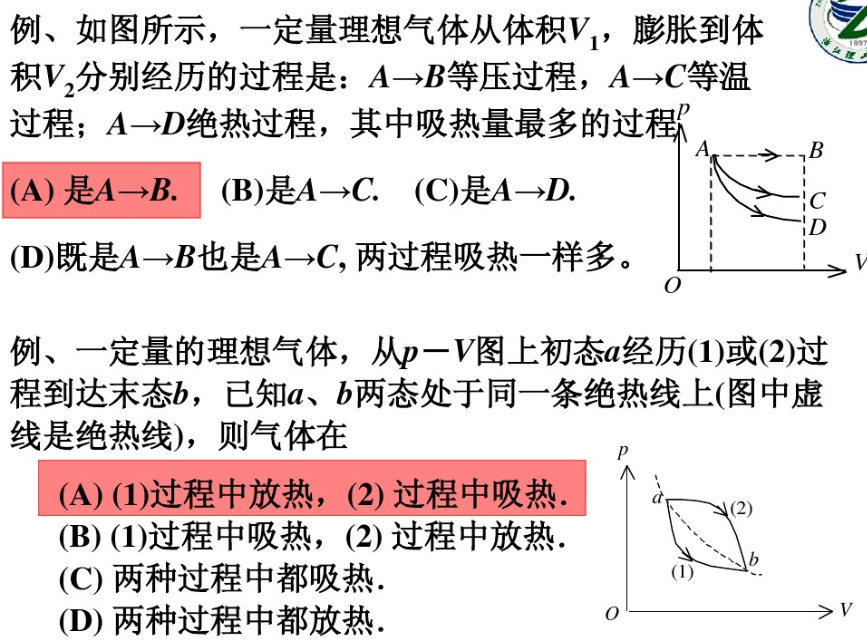 例、如图所示，一定量理想气体从体积V₁，膨胀到体
积V₂分别经历的过程是：A→B等压过程，A→C等温
过程；A→D绝热过程，其中吸热量最多的过程
(A) 是A→B. (B)是A→C. (C)是A→D.
(D)既是A→B也是A→C, 两过程吸热一样多。
p
A
B
C
D
V
O
例、一定量的理想气体，从p－V图上初态a经历(1)或(2)过
程到达末态b，已知a、b两态处于同一条绝热线上(图中虚
线是绝热线)，则气体在
(A) (1)过程中放热，(2) 过程中吸热.
(B) (1)过程中吸热，(2) 过程中放热.
(C) 两种过程中都吸热.
(D) 两种过程中都放热.
p
a
(2)
b
(1)
O
V
1897